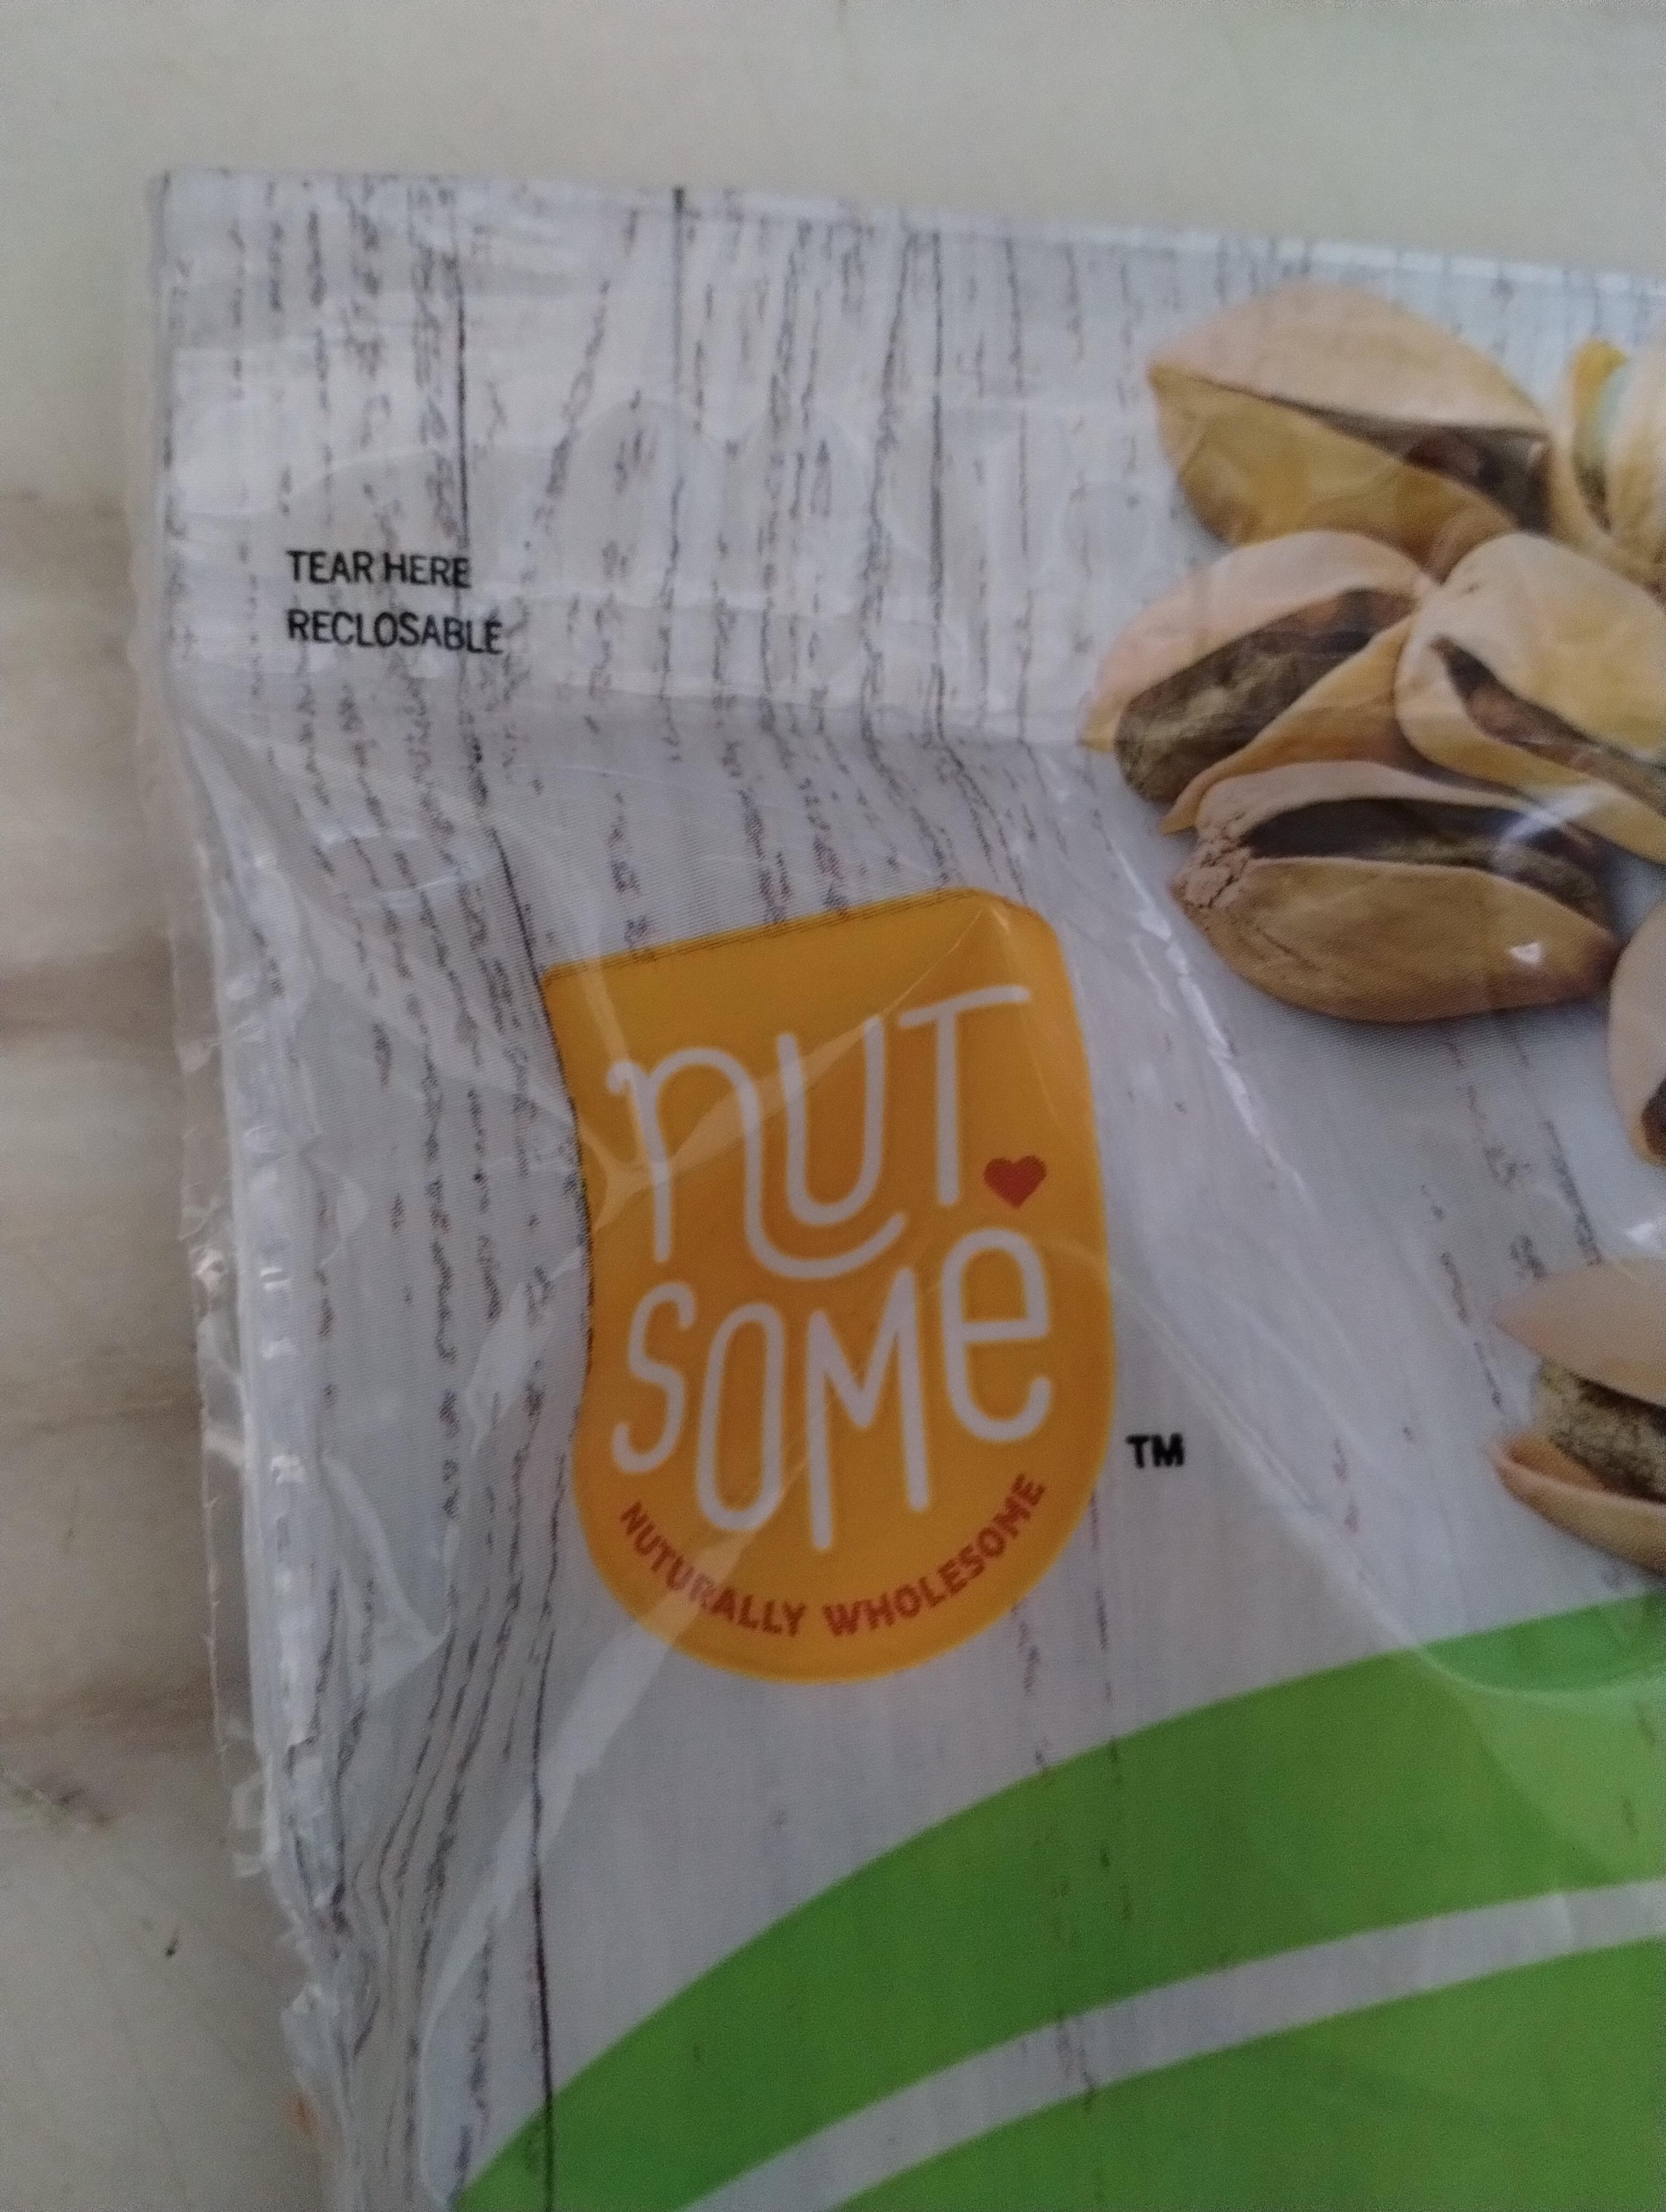 TEAR HERE
RECLOSABLE
nUT
SOMe
TM
NUTURALLY WHOLESOME